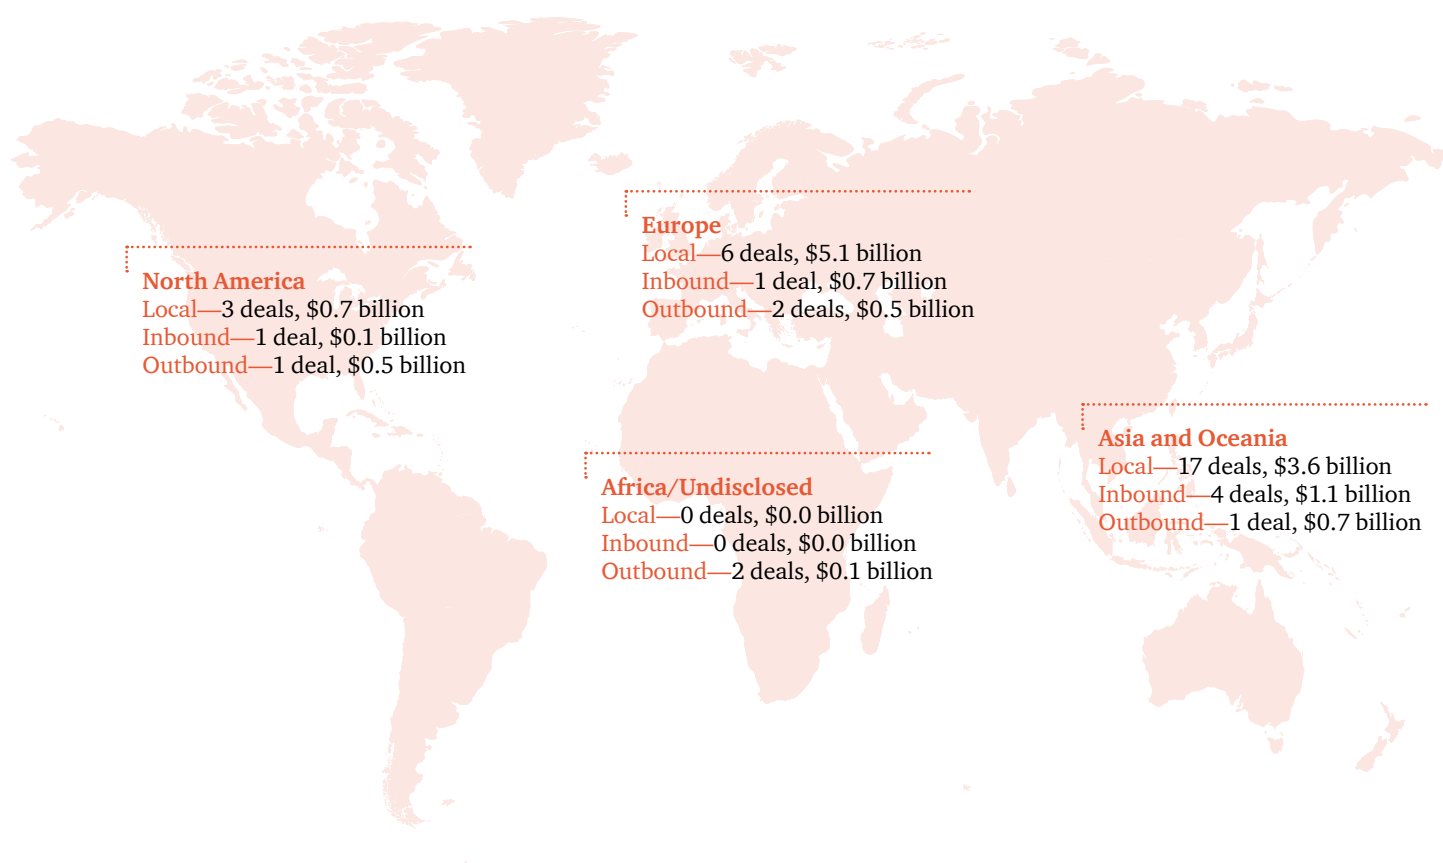 Europe
Local—6 deals, $5.1 billion
Inbound—1 deal, $0.7 billion
Outbound—2 deals, $0.5 billion
North America
Local—3 deals, $0.7 billion
Inbound—1 deal, $0.1 billion
Outbound—1 deal, $0.5 billion
Asia and Oceania
Local—17 deals, $3.6 billion
Inbound—4 deals, $1.1 billion
Outbound—1 deal, $0.7 billion
Africa/Undisclosed
Local—0 deals, $0.0 billion
Inbound—0 deals, $0.0 billion
Outbound—2 deals, $0.1 billion